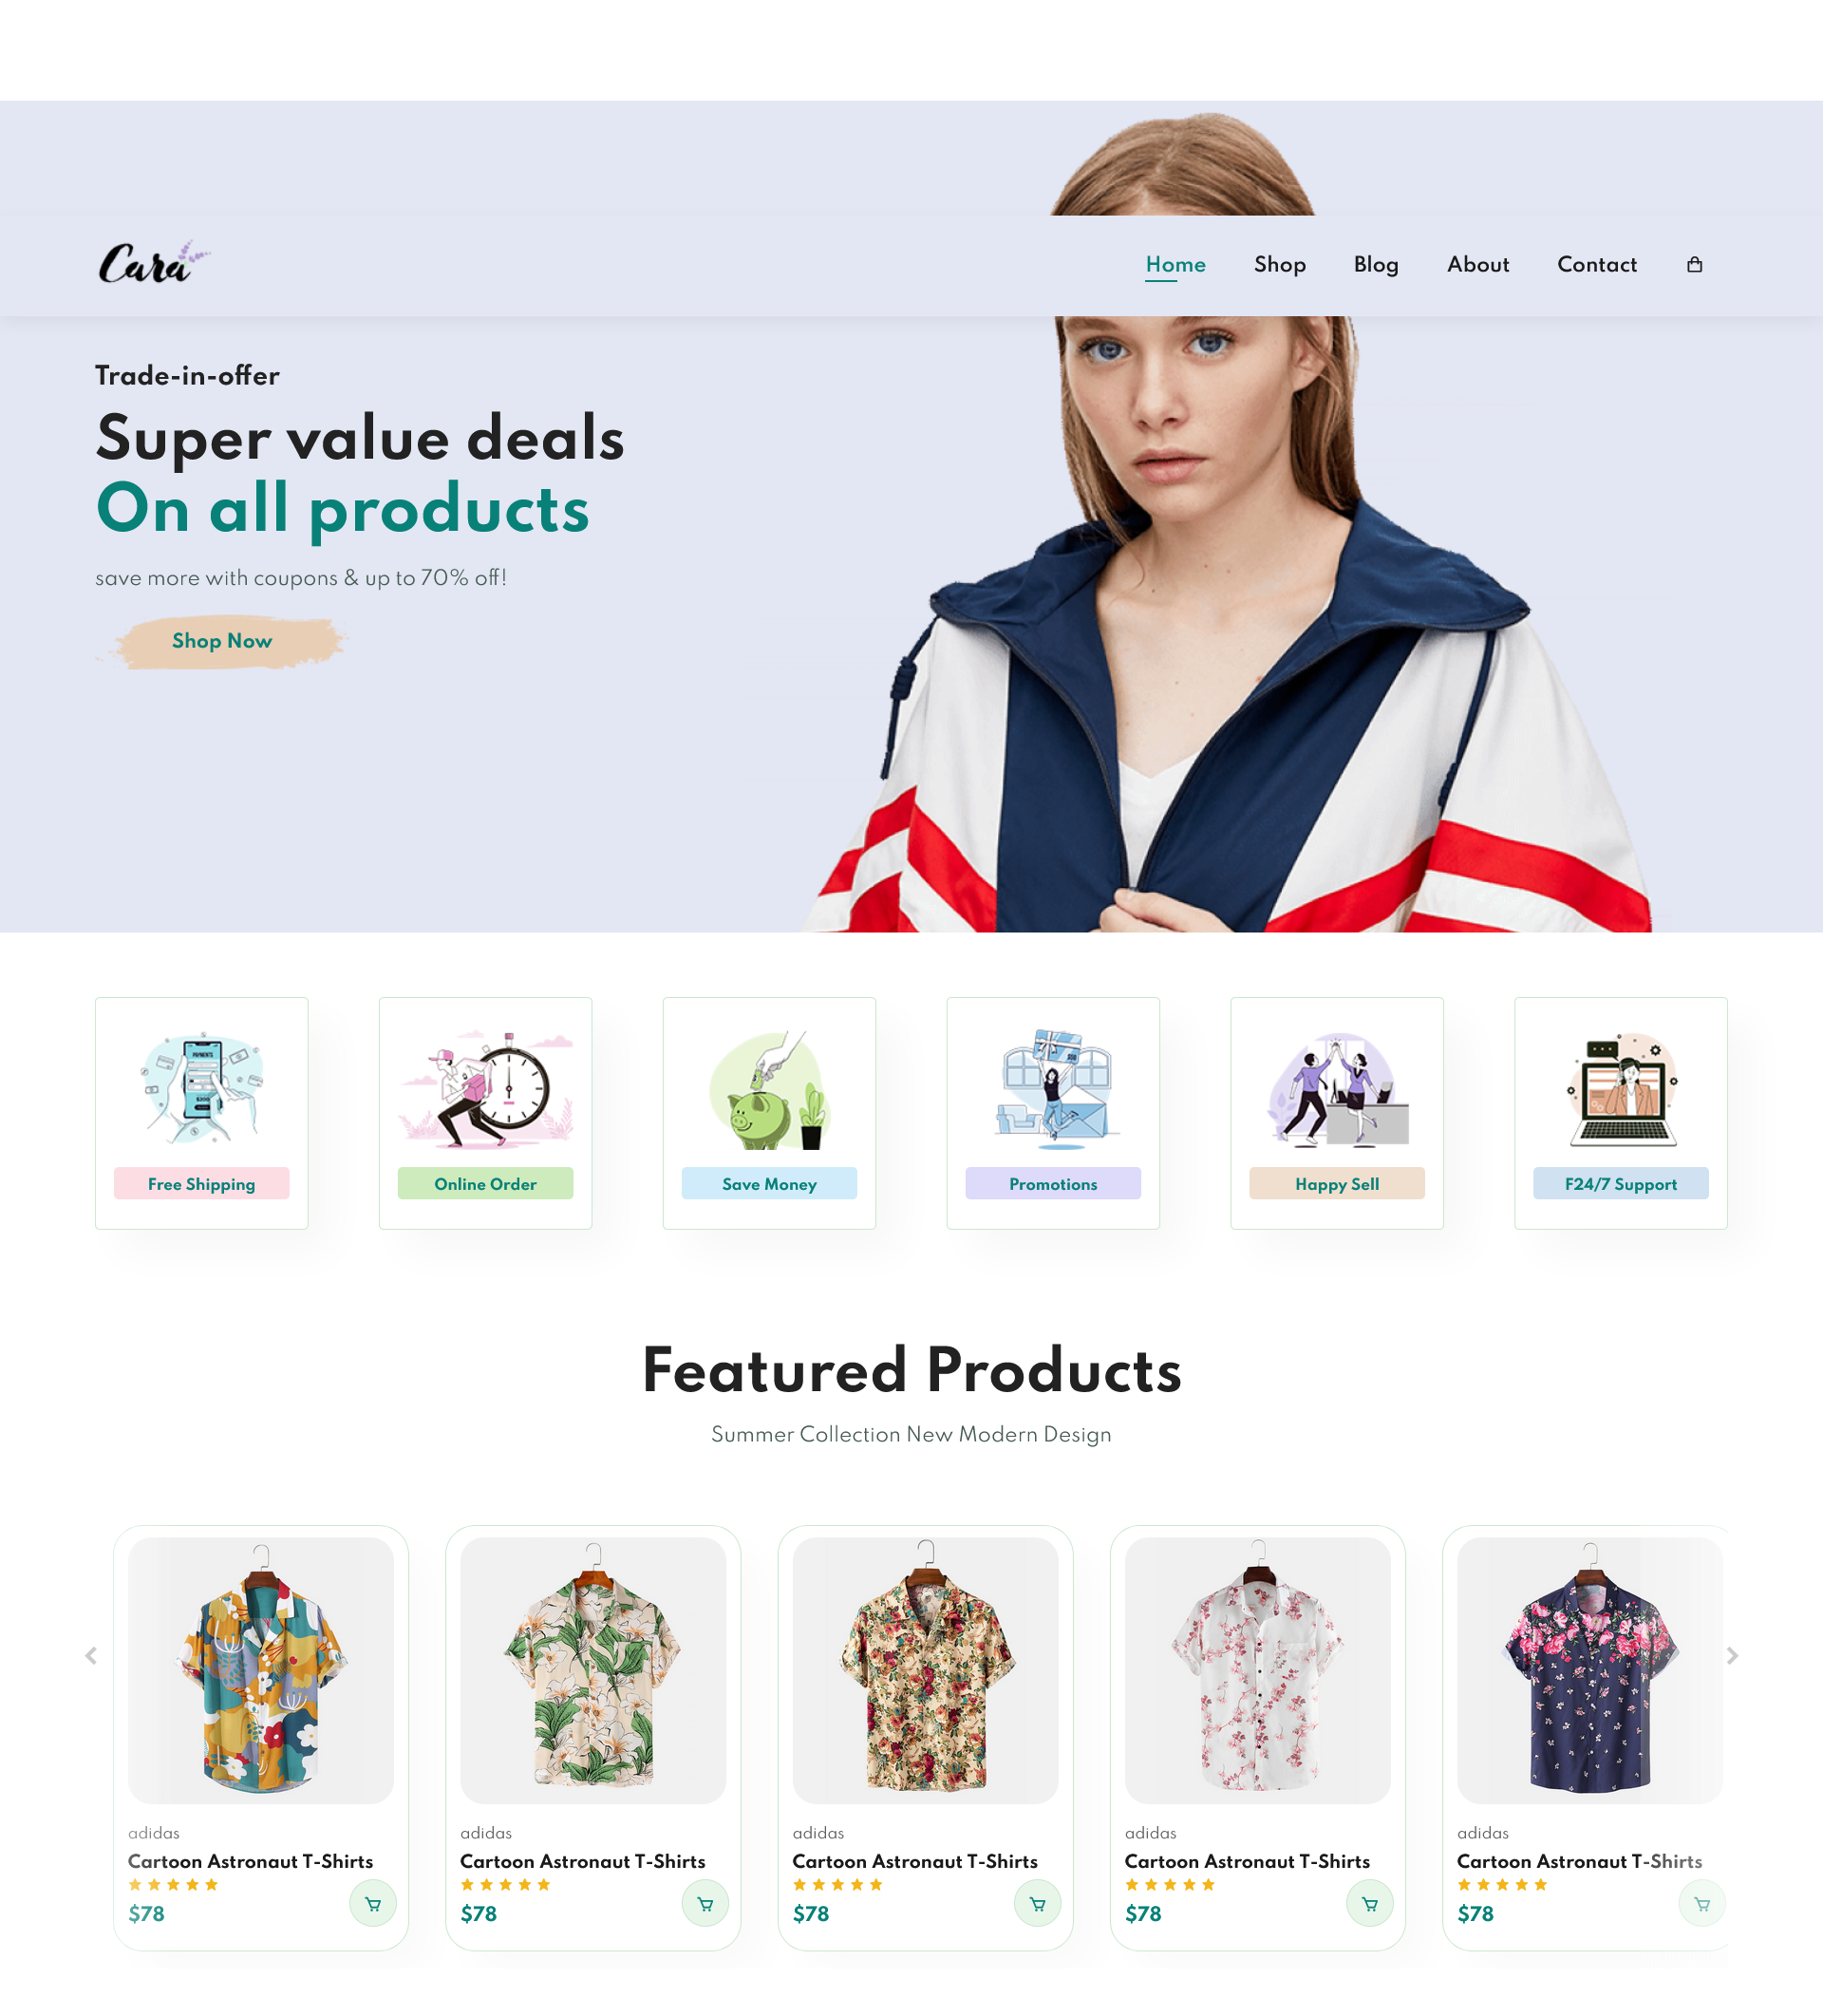 Cara
Home Shop Blog About Contact
Trade-in-offer
Super value deals
On all products
save more with coupons & up to 70% off!
Shop Now
PAYMENTS
Free Shipping
Online Order
Save Money
Promotions
Happy Sell
F24/7 Support
Featured Products
Summer Collection New Modern Design
adidas
Cartoon Astronaut T-Shirts
$78
adidas
Cartoon Astronaut T-Shirts
$78
adidas
Cartoon Astronaut T-Shirts
$78
adidas
Cartoon Astronaut T-Shirts
$78
adidas
Cartoon Astronaut T-Shirts
$78